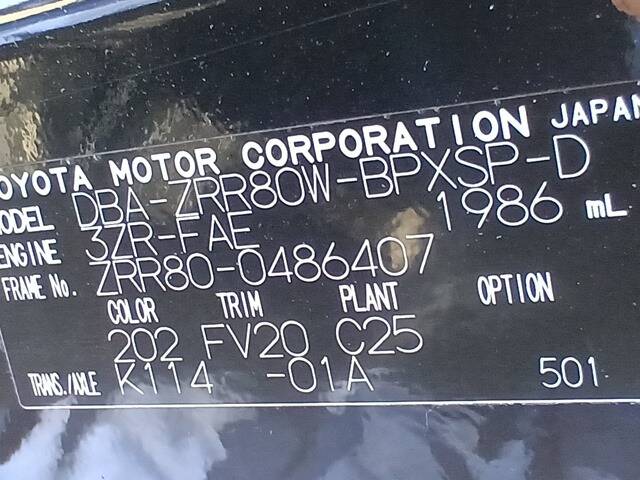 TOYOTA MOTOR CORPORATION JAPAN
MODEL DBA-ZRR80W-BPXSP-D
ENGINE 3ZR-FAE 1986 mL
FRAME No. ZRR80-0486407
COLOR TRIM PLANT OPTION
202 FV20 C25
TRANS./AXLE K114 -01A 501